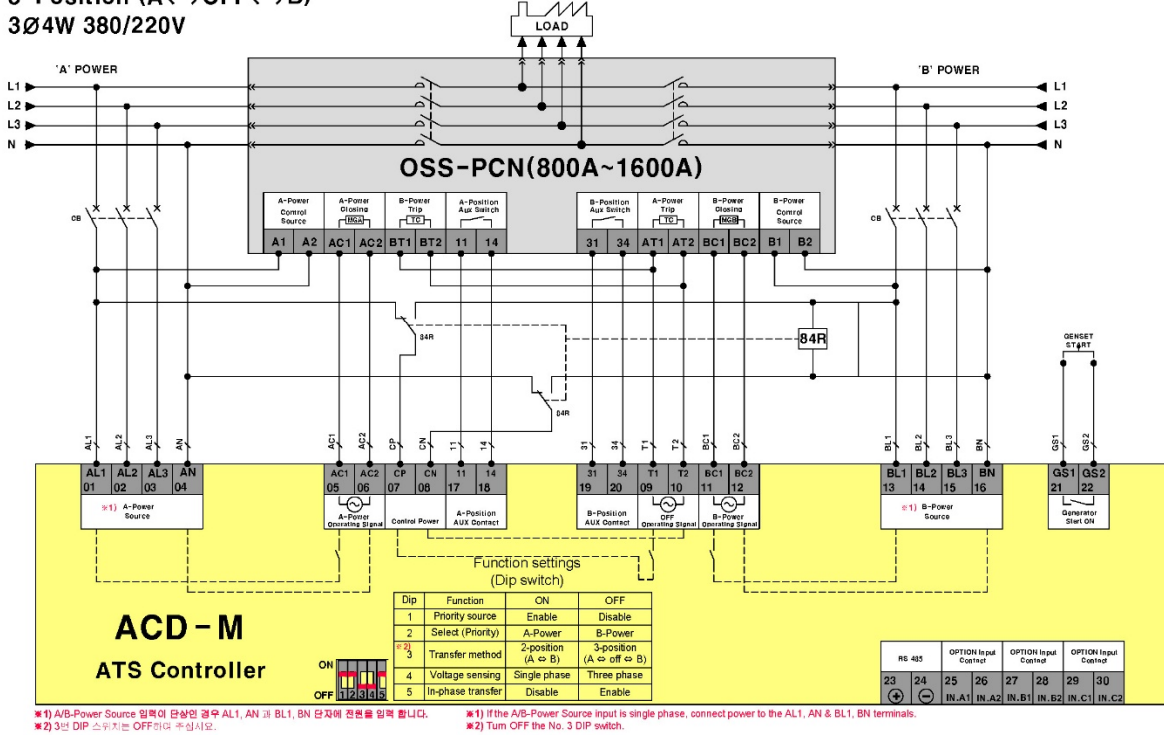 3Ø4W 380/220V
LOAD
'A' POWER
'B' POWER
L1
L2
L3
N
L1
L2
L3
N
OSS-PCN(800A~1600A)
A-Power Control Source
A-Power Closing
MGA
B-Power Trip
TC
A-Position Aux Switch
B-Position Aux Switch
A-Power Trip
TC
B-Power Closing
MGB
B-Power Control Source
CB
CB
A1 A2 AC1 AC2 BT1 BT2 11 14
31 34 AT1 AT2 BC1 BC2 B1 B2
84R
84R
84R
GENSET START
AL1 AL2 AL3 AN
AC1 AC2 CP CN 11 14
31 34 T1 T2 BC1 BC2
BL1 BL2 BL3 BN
GS1 GS2
AL1 AL2 AL3 AN
01 02 03 04
※1) A-Power Source
AC1 AC2 CP CN 11 14
05 06 07 08 17 18
A-Power Operating Signal
Control Power
A-Position AUX Contact
31 34 T1 T2 BC1 BC2
19 20 09 10 11 12
B-Position AUX Contact
OFF Operating Signal
B-Power Operating Signal
BL1 BL2 BL3 BN
13 14 15 16
※1) B-Power Source
GS1 GS2
21 22
Generator Start ON
Function settings
(Dip switch)
Dip Function ON OFF
1 Priority source Enable Disable
2 Select (Priority) A-Power B-Power
※2)
3 Transfer method 2-position (A ⇔ B) 3-position (A ⇔ off ⇔ B)
4 Voltage sensing Single phase Three phase
5 In-phase transfer Disable Enable
ACD-M
ATS Controller
ON
OFF 1 2 3 4 5
RS 485
OPTION Input Contact
OPTION Input Contact
OPTION Input Contact
23 24 25 26 27 28 29 30
⊕ ⊖ IN.A1 IN.A2 IN.B1 IN.B2 IN.C1 IN.C2
※1) A/B-Power Source 입력이 단상인 경우 AL1, AN 과 BL1, BN 단자에 전원을 입력 합니다.
※2) 3번 DIP 스위치는 OFF하여 주십시오.
※1) If the A/B-Power Source input is single phase, connect power to the AL1, AN & BL1, BN terminals.
※2) Turn OFF the No. 3 DIP switch.